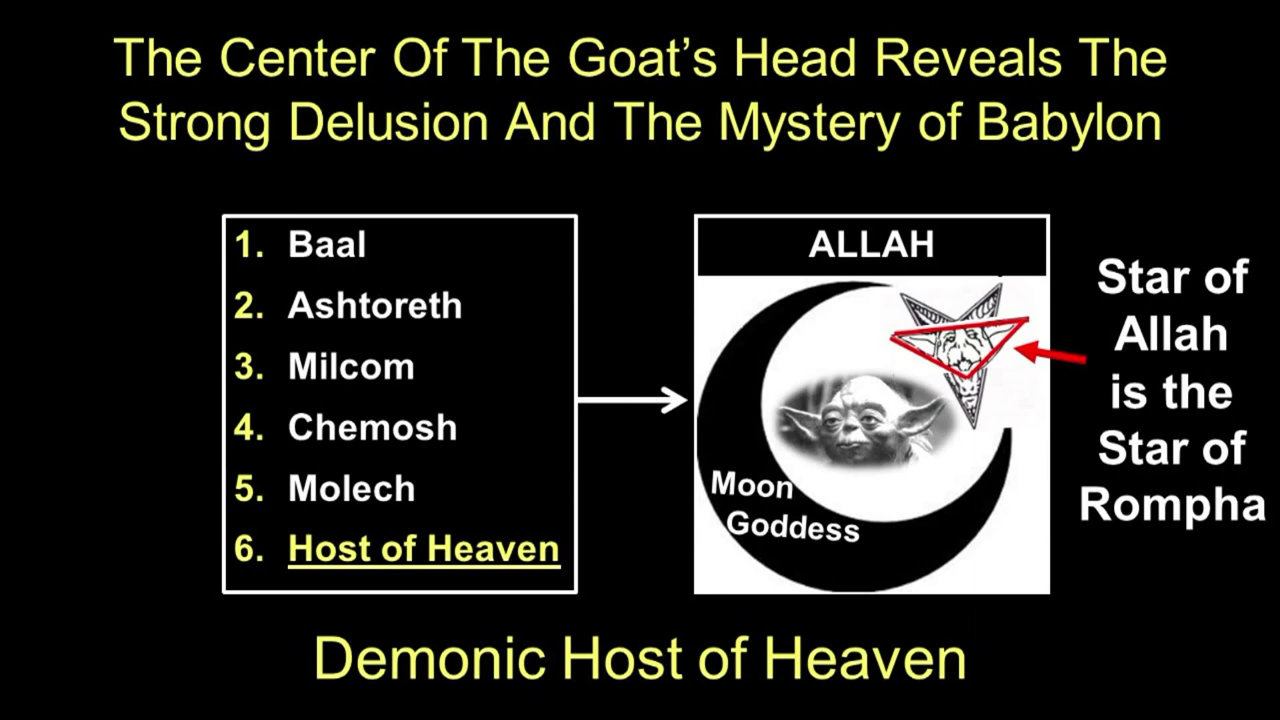 The Center Of The Goat’s Head Reveals The
Strong Delusion And The Mystery of Babylon
1. Baal
2. Ashtoreth
3. Milcom
4. Chemosh
5. Molech
6. Host of Heaven
ALLAH
Moon
Goddess
Star of
Allah
is the
Star of
Rompha
Demonic Host of Heaven